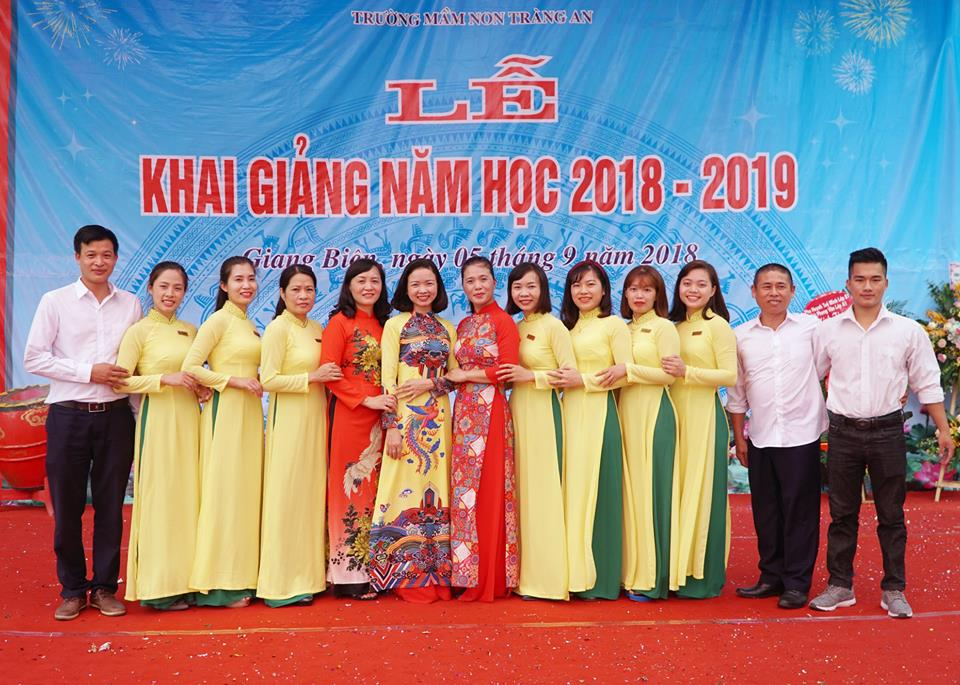 TRƯỜNG MẦM NON TRÀNG AN
LỄ
KHAI GIẢNG NĂM HỌC 2018 - 2019
Giang Biên, ngày 05 tháng 9 năm 2018